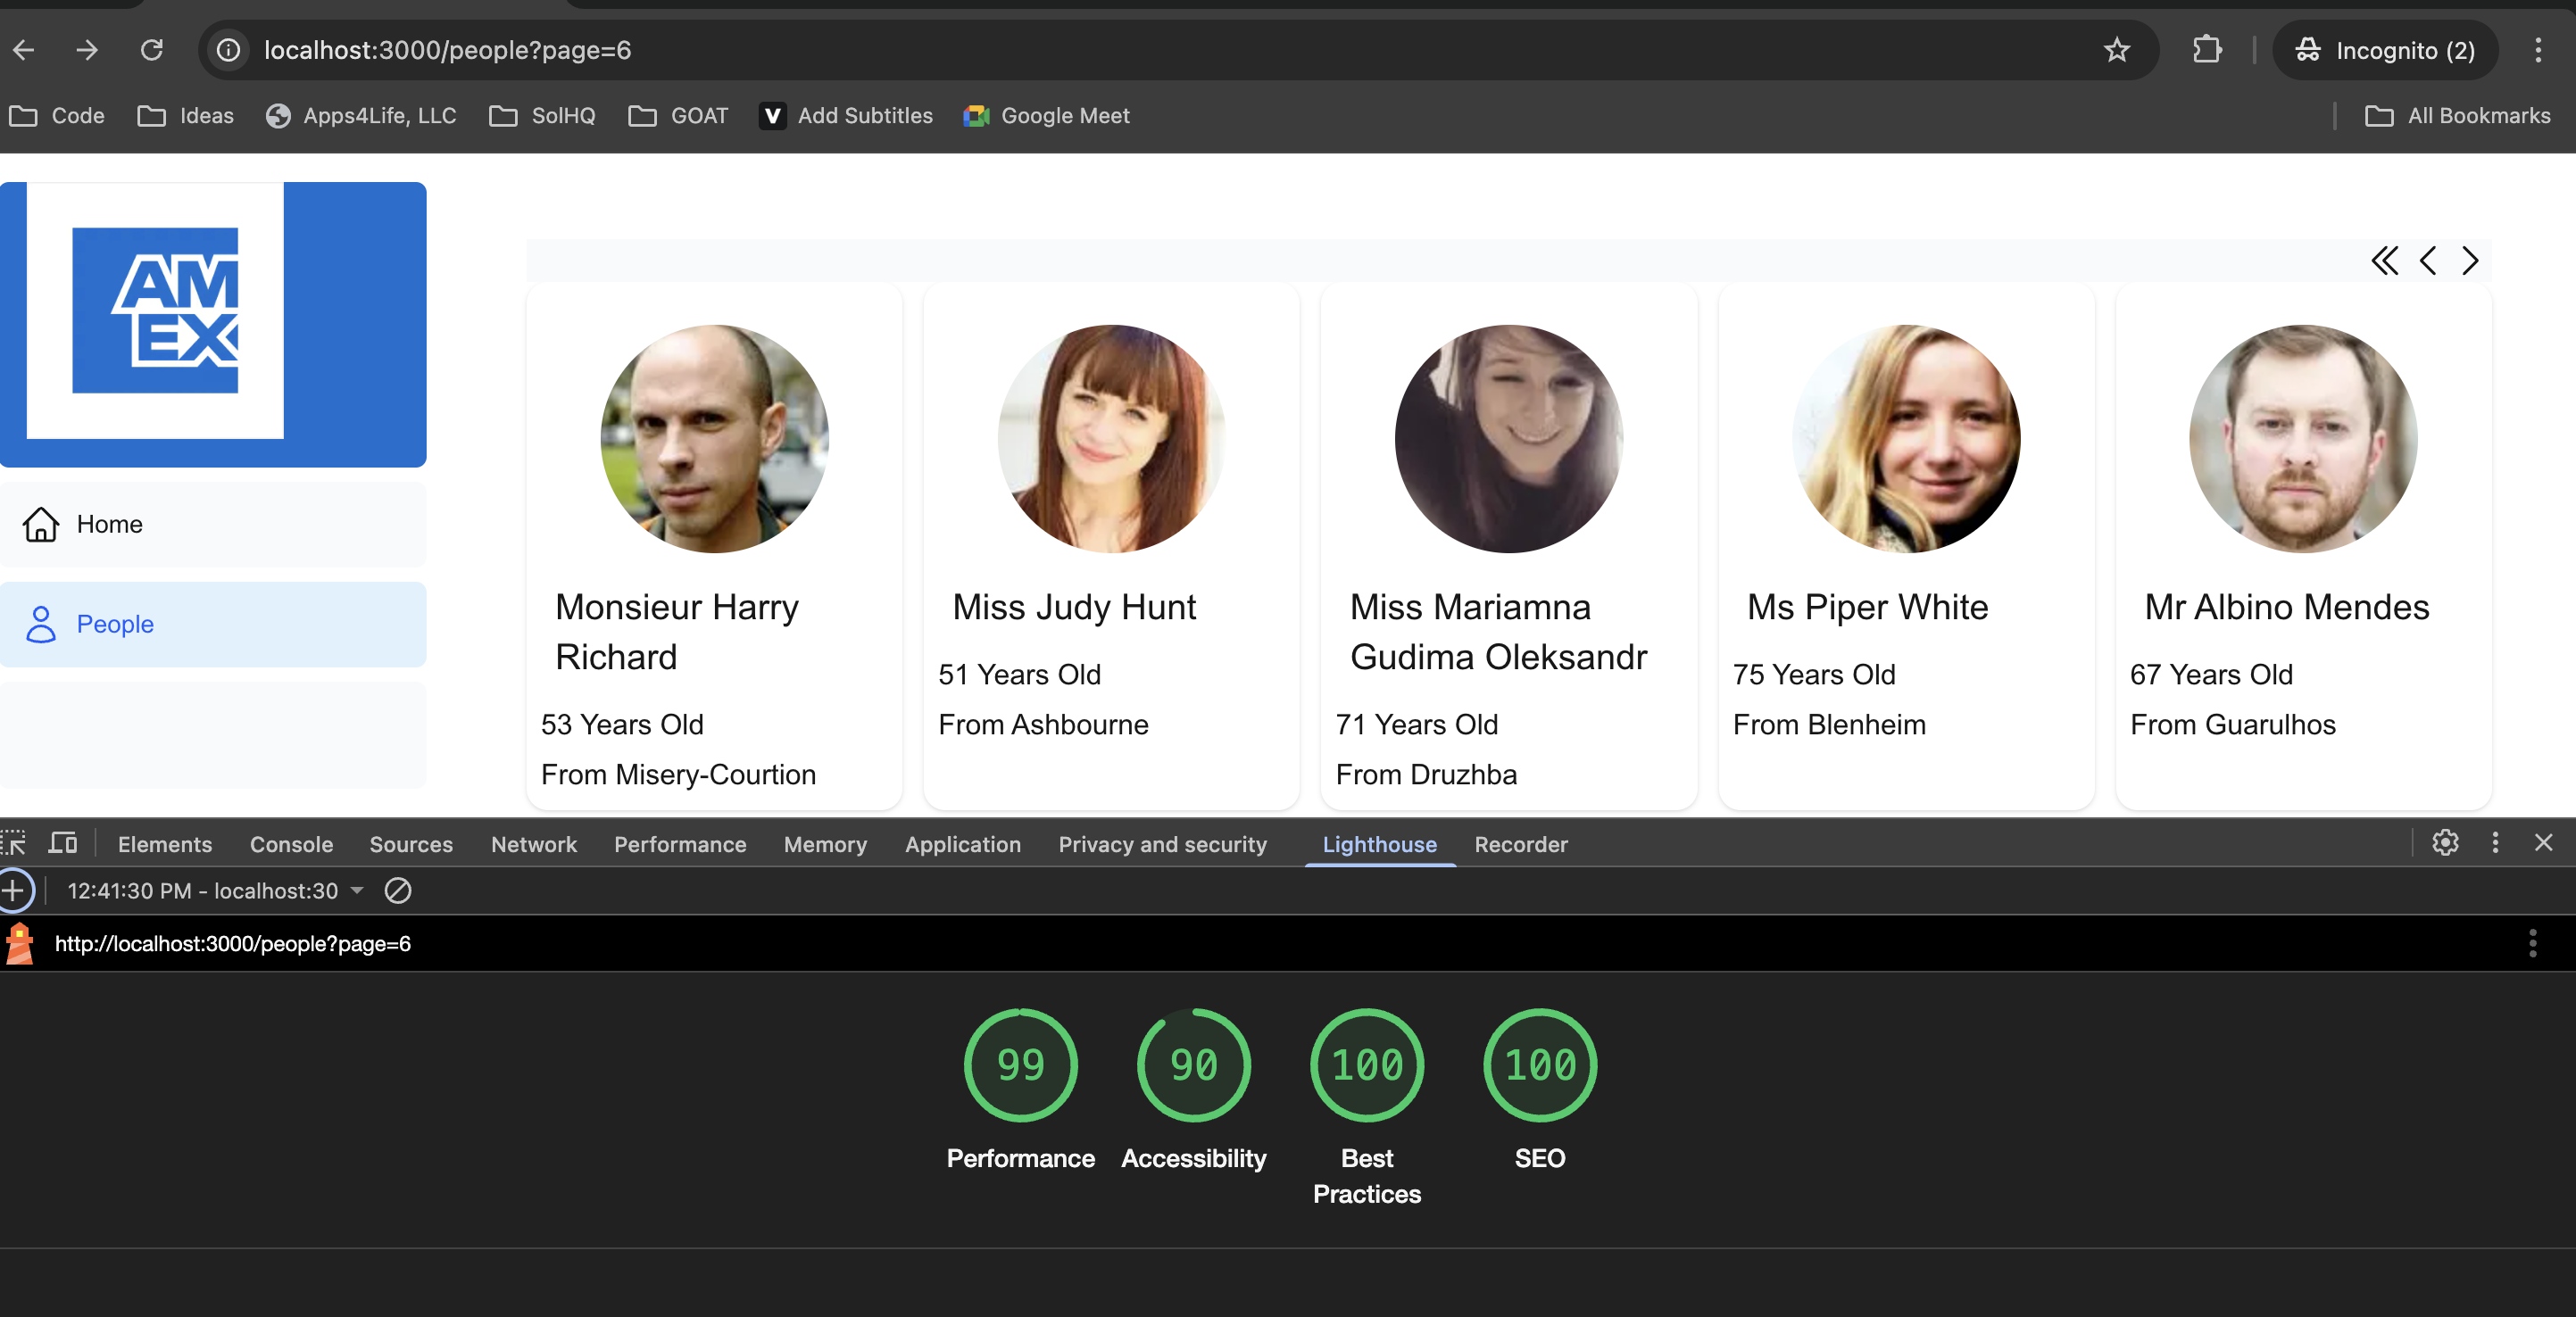 localhost:3000/people?page=6
Incognito (2)
Code
Ideas
Apps4Life, LLC
SolHQ
GOAT
V Add Subtitles
Google Meet
All Bookmarks
AM
EX
Home
People
Monsieur Harry
Richard
53 Years Old
From Misery-Courtion
Miss Judy Hunt
51 Years Old
From Ashbourne
Miss Mariamna
Gudima Oleksandr
71 Years Old
From Druzhba
Ms Piper White
75 Years Old
From Blenheim
Mr Albino Mendes
67 Years Old
From Guarulhos
Elements
Console
Sources
Network
Performance
Memory
Application
Privacy and security
Lighthouse
Recorder
12:41:30 PM - localhost:30
http://localhost:3000/people?page=6
99
Performance
90
Accessibility
100
Best
Practices
100
SEO